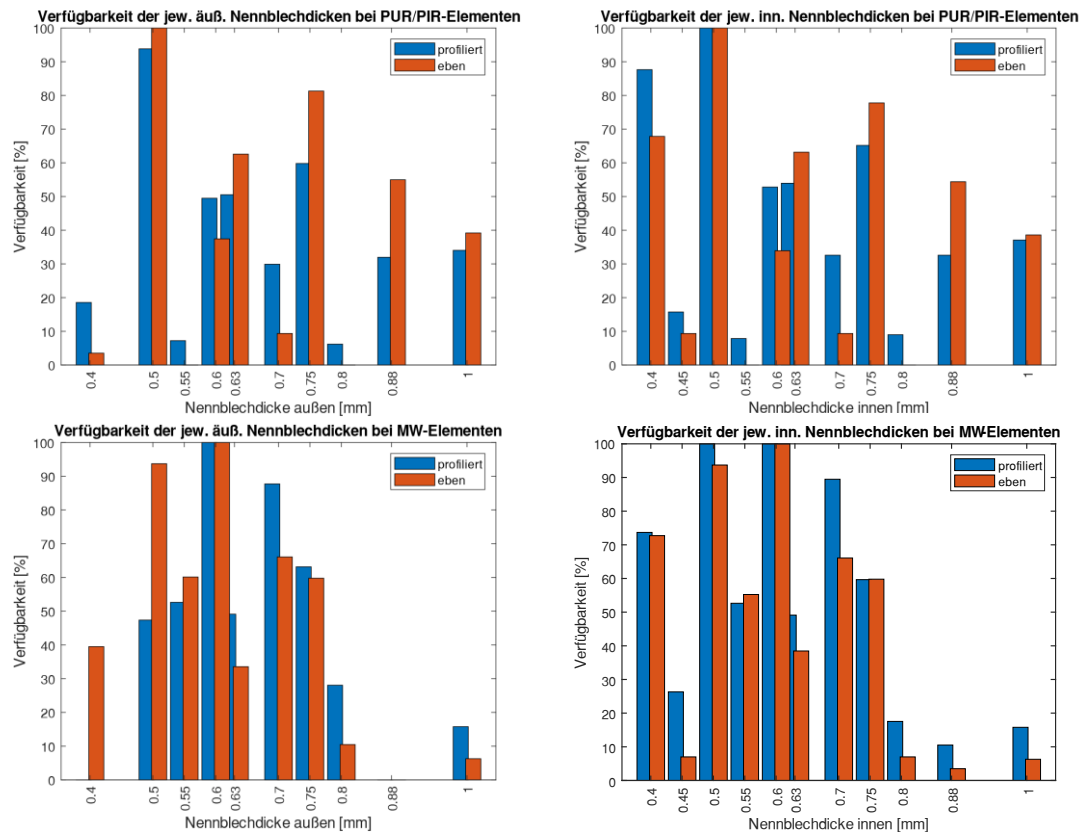 Verfügbarkeit der jew. äuß. Nennblechdicken bei PUR/PIR-Elementen
100
90
80
70
60
50
40
30
20
10
0
Verfügbarkeit [%]
profiliert
eben
0.4 0.5 0.55 0.6 0.63 0.7 0.75 0.8 0.88 1
Nennblechdicke außen [mm]
Verfügbarkeit der jew. inn. Nennblechdicken bei PUR/PIR-Elementen
100
90
80
70
60
50
40
30
20
10
0
Verfügbarkeit [%]
profiliert
eben
0.4 0.45 0.5 0.55 0.6 0.63 0.7 0.75 0.8 0.88 1
Nennblechdicke innen [mm]
Verfügbarkeit der jew. äuß. Nennblechdicken bei MW-Elementen
100
90
80
70
60
50
40
30
20
10
0
Verfügbarkeit [%]
profiliert
eben
0.4 0.5 0.55 0.6 0.63 0.7 0.75 0.8 0.88 1
Nennblechdicke außen [mm]
Verfügbarkeit der jew. inn. Nennblechdicken bei MW-Elementen
100
90
80
70
60
50
40
30
20
10
0
Verfügbarkeit [%]
profiliert
eben
0.4 0.45 0.5 0.55 0.6 0.63 0.7 0.75 0.8 0.88 1
Nennblechdicke innen [mm]